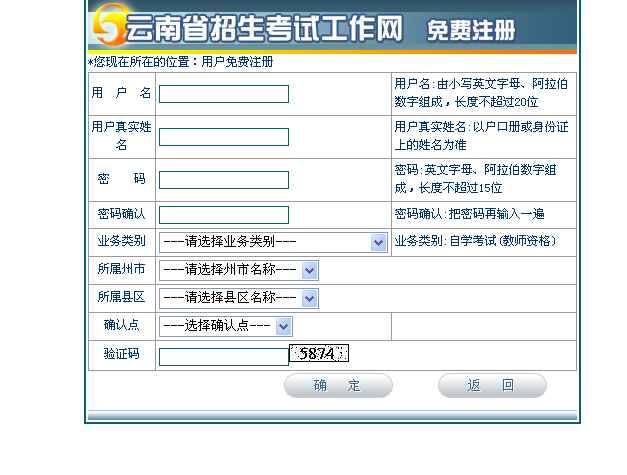 云南省招生考试工作网 免费注册
*您现在所在的位置：用户免费注册
用 户 名
用户名:由小写英文字母、阿拉伯
数字组成，长度不超过20位
用户真实姓
名
用户真实姓名:以户口册或身份证
上的姓名为准
密 码
密码:英文字母、阿拉伯数字组
成，长度不超过15位
密码确认
密码确认:把密码再输入一遍
业务类别 ---请选择业务类别--- 业务类别:自学考试(教师资格)
所属州市 ---请选择州市名称---
所属县区 ---请选择县区名称---
确认点 ---选择确认点---
验证码 5874
确 定 返 回